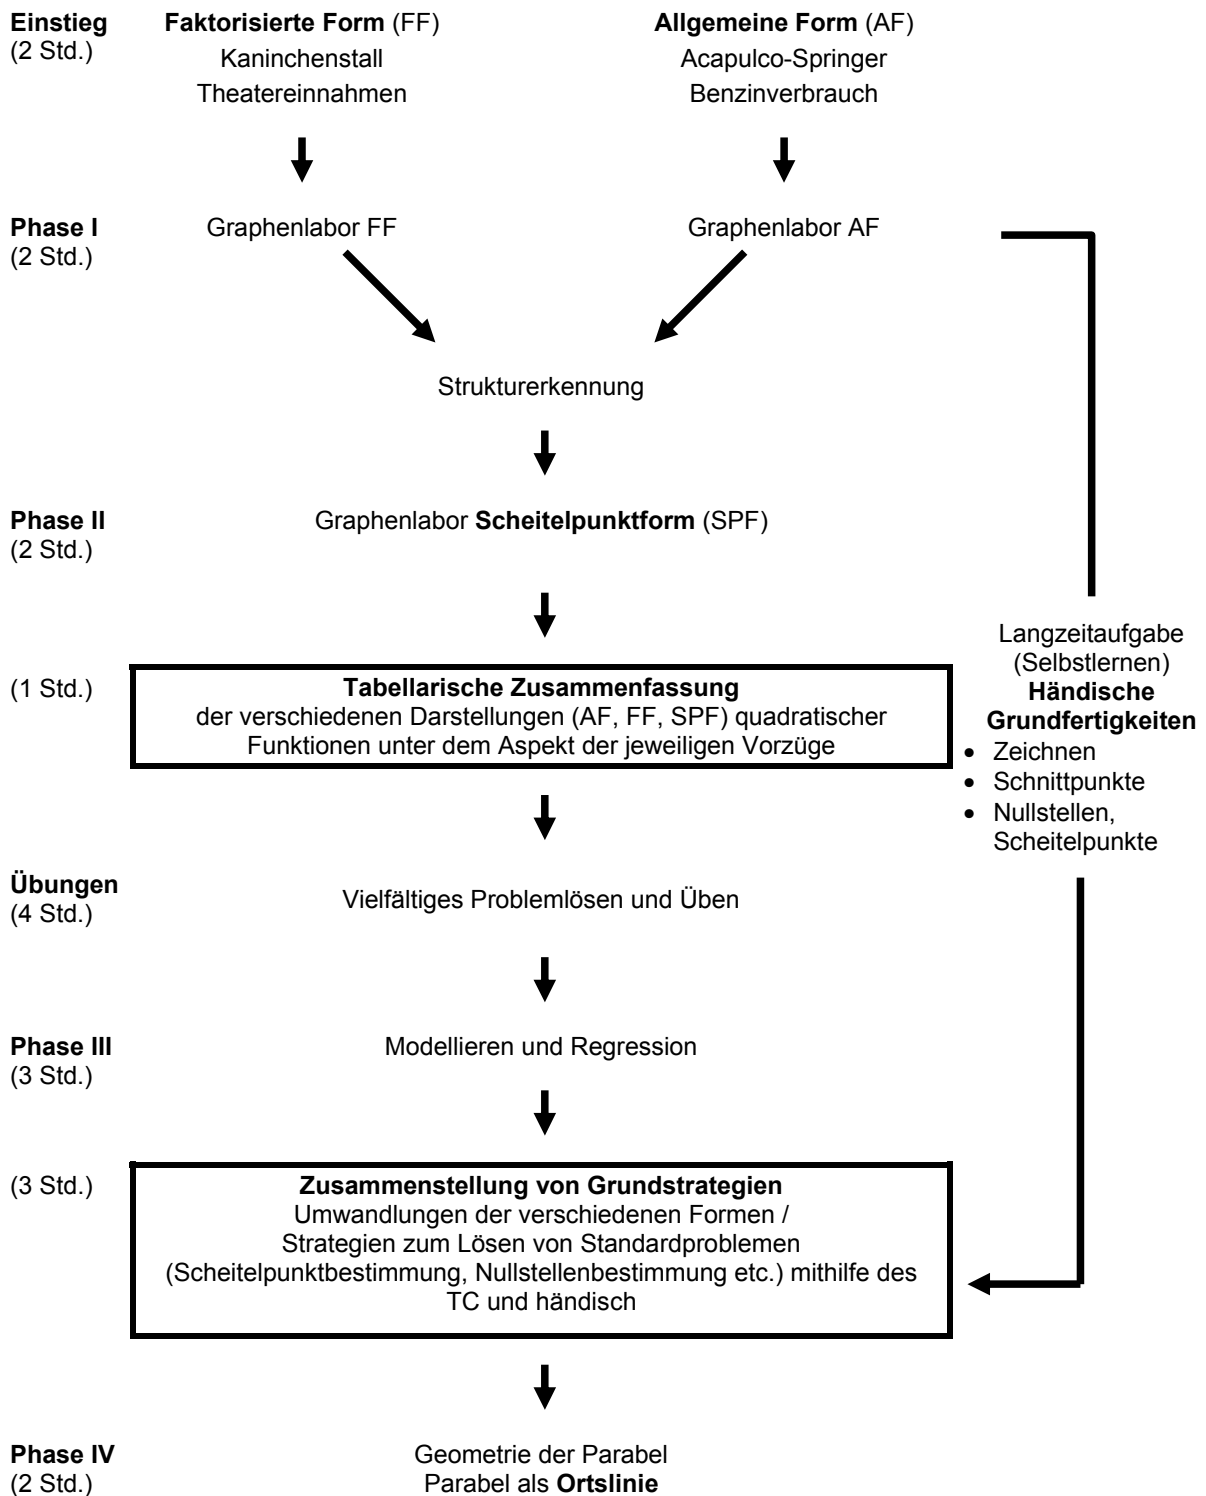 Einstieg Faktorisierte Form (FF) Allgemeine Form (AF)
(2 Std.) Kaninchenstall Acapulco-Springer
Theatereinnahmen Benzinverbrauch
Phase I Graphenlabor FF Graphenlabor AF
(2 Std.)
Strukturerkennung
Phase II Graphenlabor Scheitelpunktform (SPF)
(2 Std.)
(1 Std.) Tabellarische Zusammenfassung
der verschiedenen Darstellungen (AF, FF, SPF) quadratischer
Funktionen unter dem Aspekt der jeweiligen Vorzüge
Langzeitaufgabe
(Selbstlernen)
Händische
Grundfertigkeiten
• Zeichnen
• Schnittpunkte
• Nullstellen,
Scheitelpunkte
Übungen Vielfältiges Problemlösen und Üben
(4 Std.)
Phase III Modellieren und Regression
(3 Std.)
(3 Std.) Zusammenstellung von Grundstrategien
Umwandlungen der verschiedenen Formen /
Strategien zum Lösen von Standardproblemen
(Scheitelpunktbestimmung, Nullstellenbestimmung etc.) mithilfe des
TC und händisch
Phase IV Geometrie der Parabel
(2 Std.) Parabel als Ortslinie